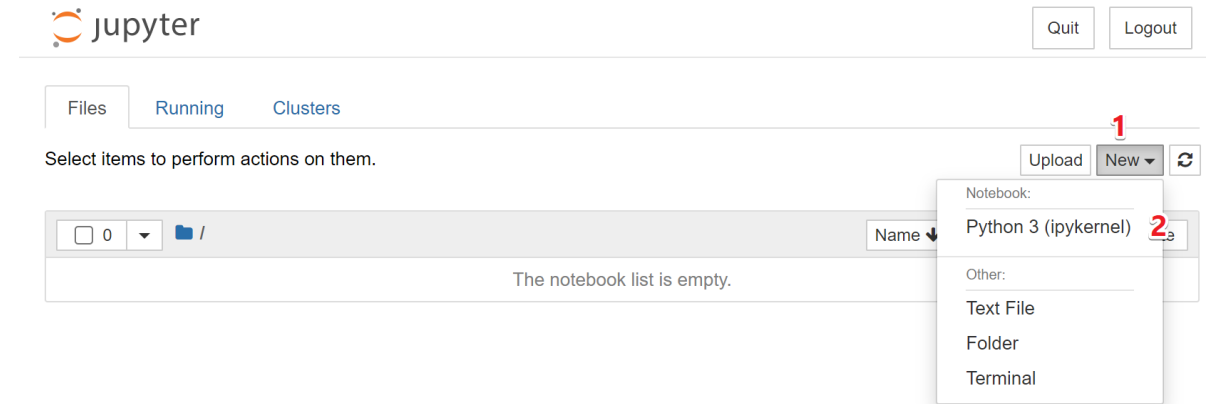 jupyter
Quit
Logout
Files
Running
Clusters
1
Select items to perform actions on them.
Upload
New
Notebook:
Python 3 (ipykernel)
2
0
/
Name
The notebook list is empty.
Other:
Text File
Folder
Terminal